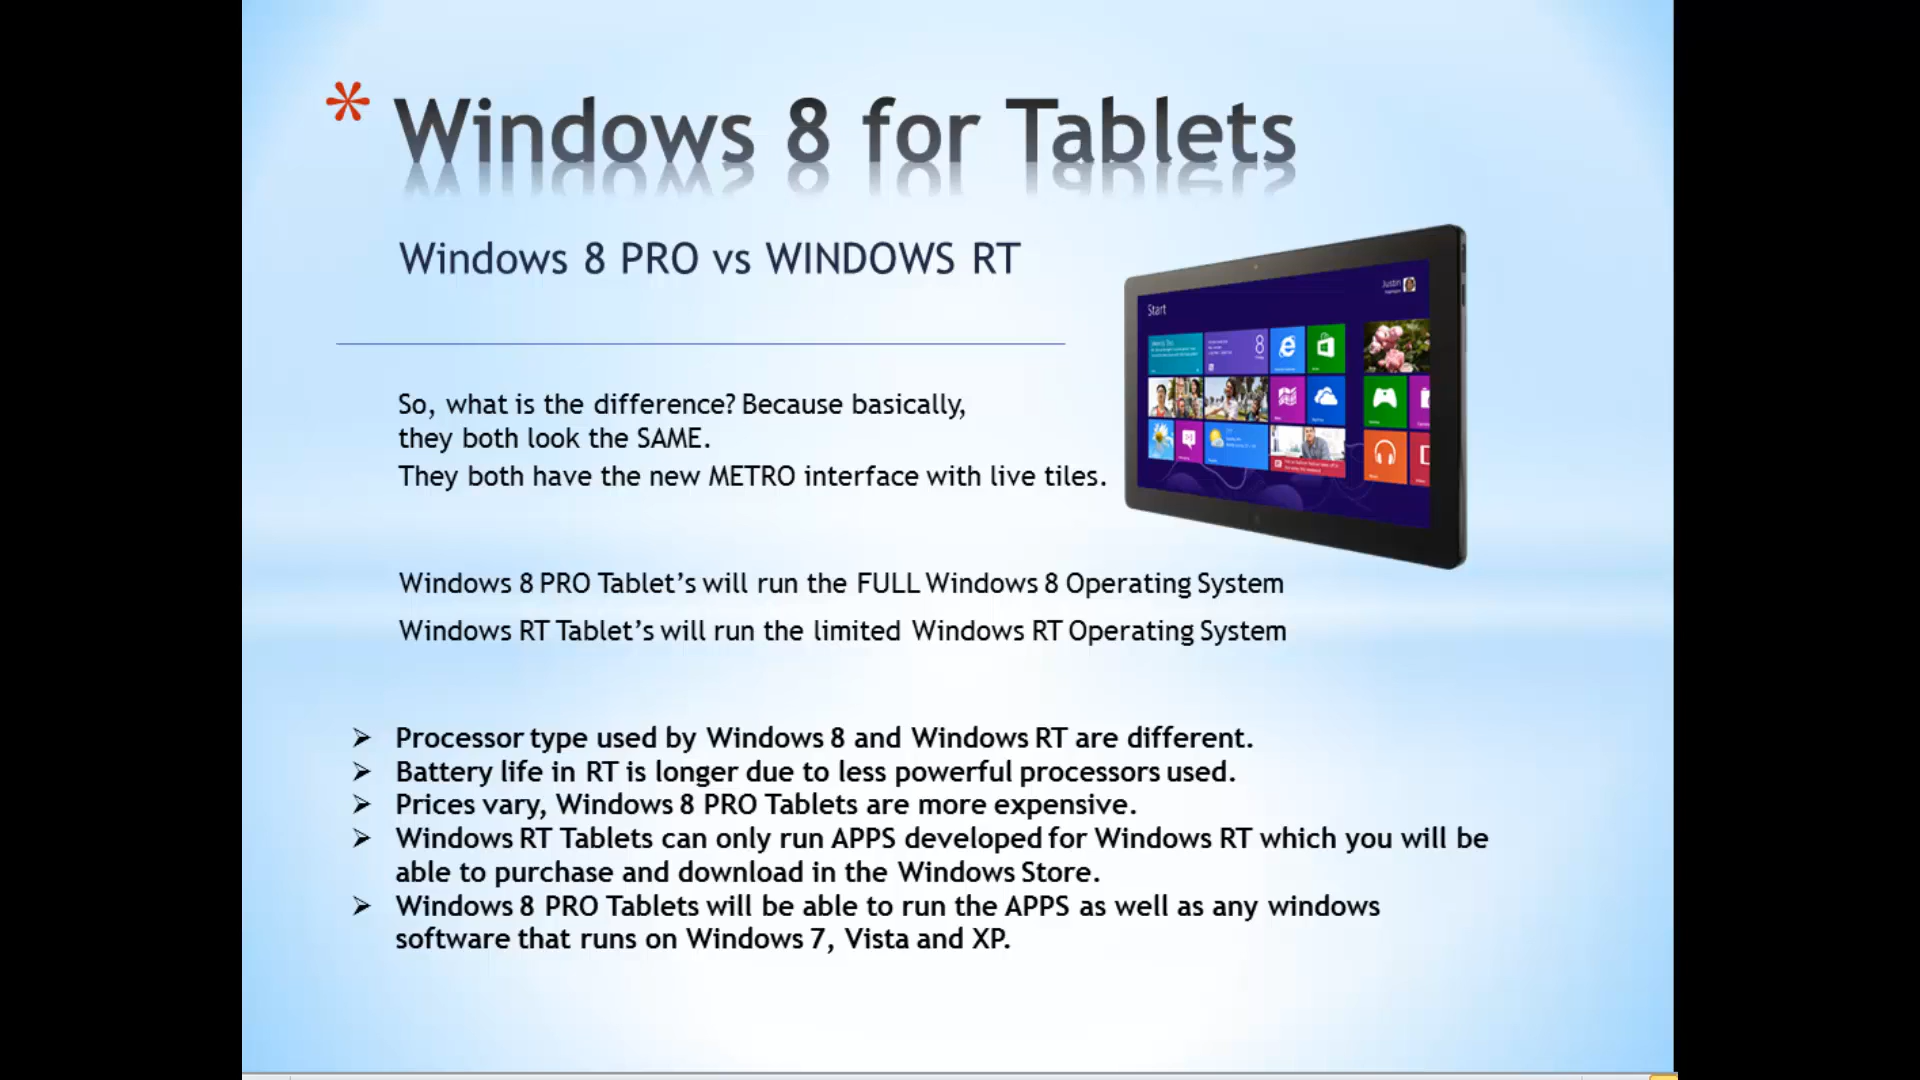 * Windows 8 for Tablets
Windows 8 PRO vs WINDOWS RT
Start
Justin
8
So, what is the difference? Because basically,
they both look the SAME.
They both have the new METRO interface with live tiles.
Windows 8 PRO Tablet’s will run the FULL Windows 8 Operating System
Windows RT Tablet’s will run the limited Windows RT Operating System
➢ Processor type used by Windows 8 and Windows RT are different.
➢ Battery life in RT is longer due to less powerful processors used.
➢ Prices vary, Windows 8 PRO Tablets are more expensive.
➢ Windows RT Tablets can only run APPS developed for Windows RT which you will be
able to purchase and download in the Windows Store.
➢ Windows 8 PRO Tablets will be able to run the APPS as well as any windows
software that runs on Windows 7, Vista and XP.